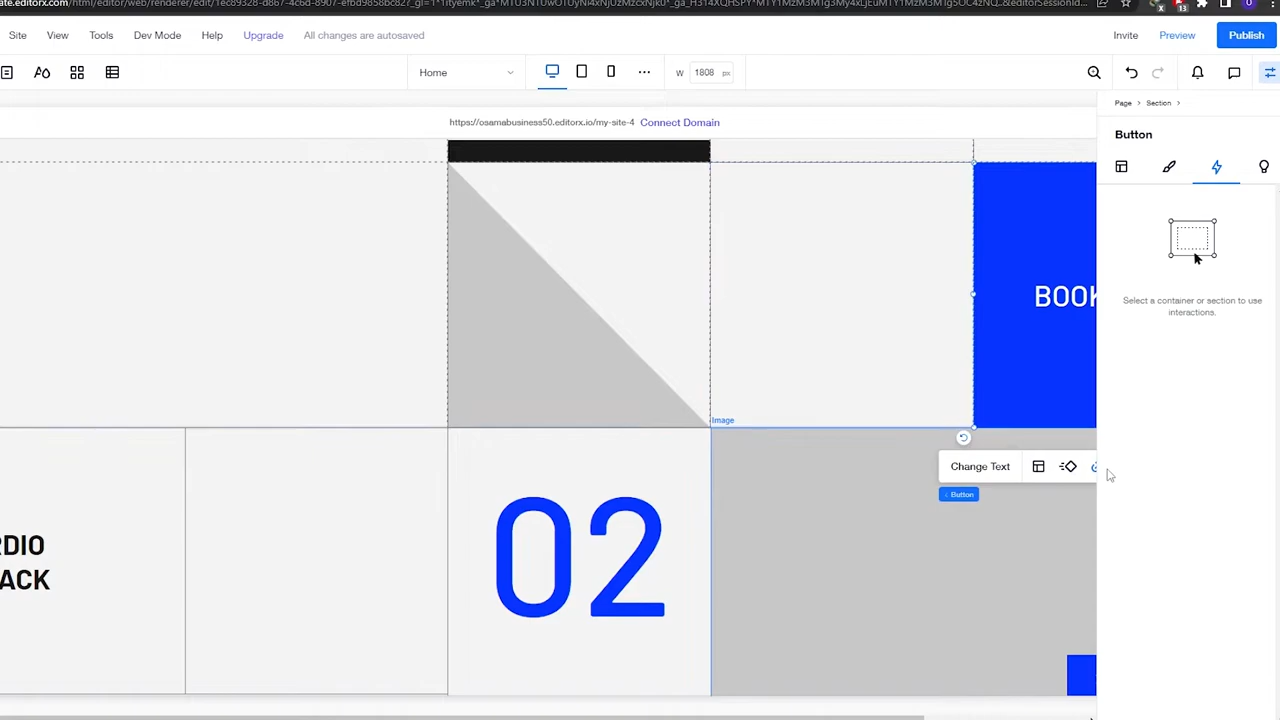 Site View Tools Dev Mode Help Upgrade All changes are autosaved Invite Preview Publish
Home W 1808 px
Page > Section >
https://osamabusiness50.editorx.io/my-site-4 Connect Domain
Button
Select a container or section to use
interactions.
BOOK
Image
Change Text
‹ Button
RDIO
ACK
02